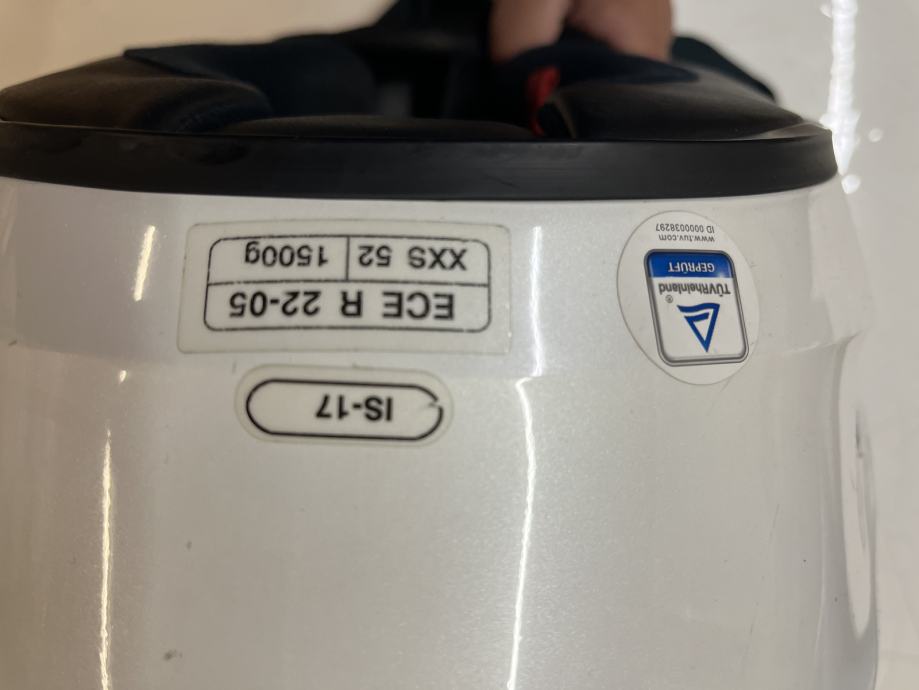 ECE R 22-05
XXS 52 1500g
IS-17
TÜVRheinland®
GEPRÜFT
www.tuv.com
ID 0000038297